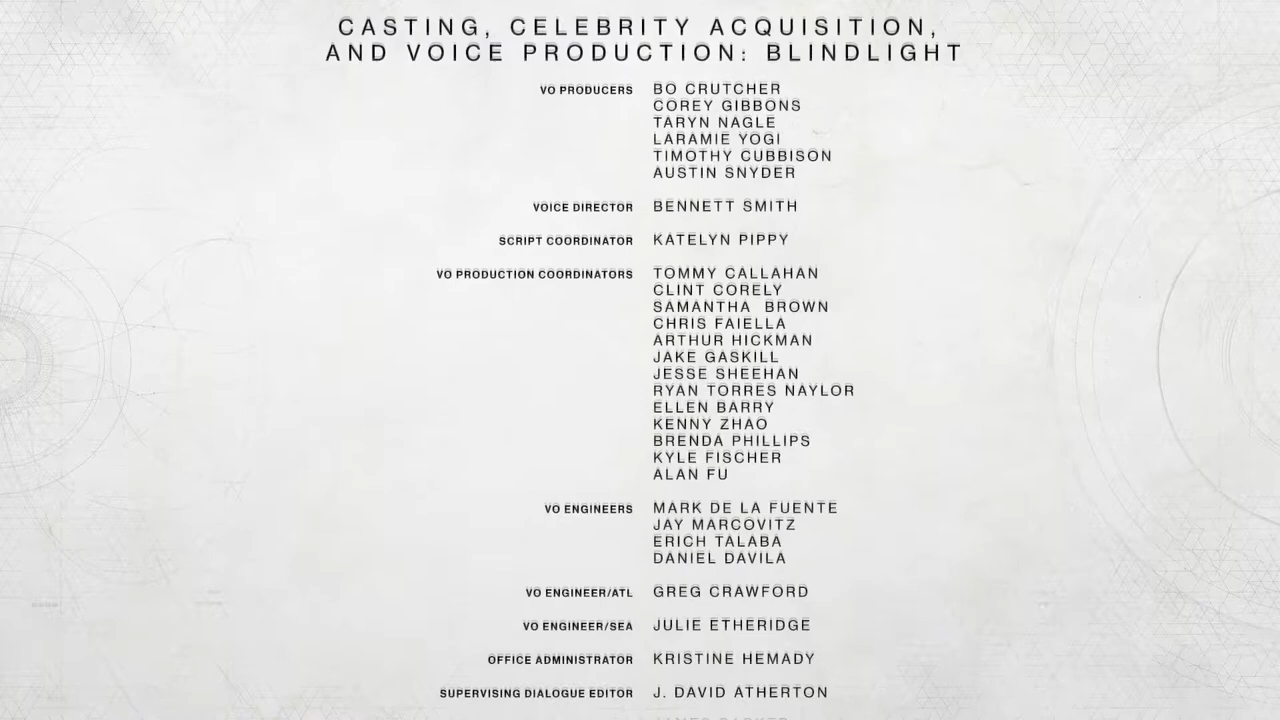 CASTING, CELEBRITY ACQUISITION,
AND VOICE PRODUCTION: BLINDLIGHT
VO PRODUCERS BO CRUTCHER
COREY GIBBONS
TARYN NAGLE
LARAMIE YOGI
TIMOTHY CUBBISON
AUSTIN SNYDER
VOICE DIRECTOR BENNETT SMITH
SCRIPT COORDINATOR KATELYN PIPPY
VO PRODUCTION COORDINATORS TOMMY CALLAHAN
CLINT CORELY
SAMANTHA BROWN
CHRIS FAIELLA
ARTHUR HICKMAN
JAKE GASKILL
JESSE SHEEHAN
RYAN TORRES NAYLOR
ELLEN BARRY
KENNY ZHAO
BRENDA PHILLIPS
KYLE FISCHER
ALAN FU
VO ENGINEERS MARK DE LA FUENTE
JAY MARCOVITZ
ERICH TALABA
DANIEL DAVILA
VO ENGINEER/ATL GREG CRAWFORD
VO ENGINEER/SEA JULIE ETHERIDGE
OFFICE ADMINISTRATOR KRISTINE HEMADY
SUPERVISING DIALOGUE EDITOR J. DAVID ATHERTON